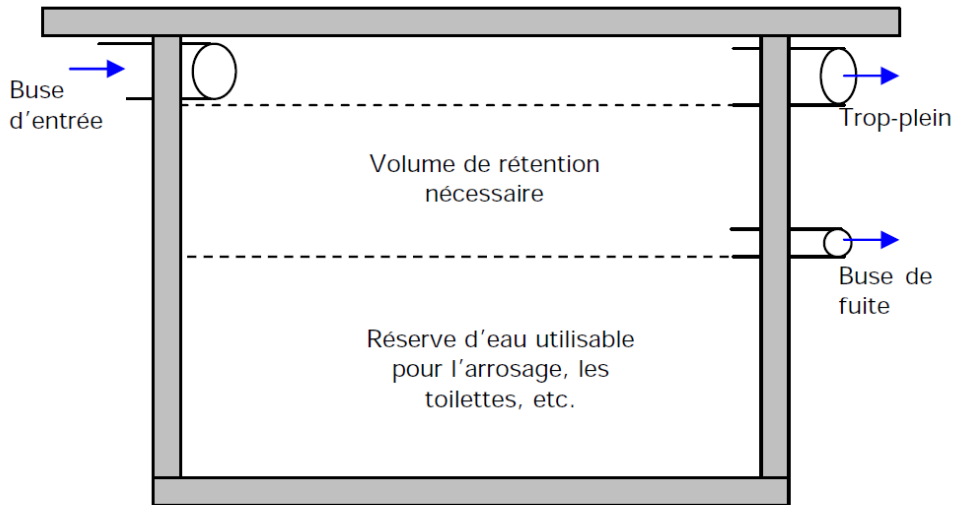 Buse
d'entrée
Trop-plein
Volume de rétention
nécessaire
Buse de
fuite
Réserve d'eau utilisable
pour l'arrosage, les
toilettes, etc.